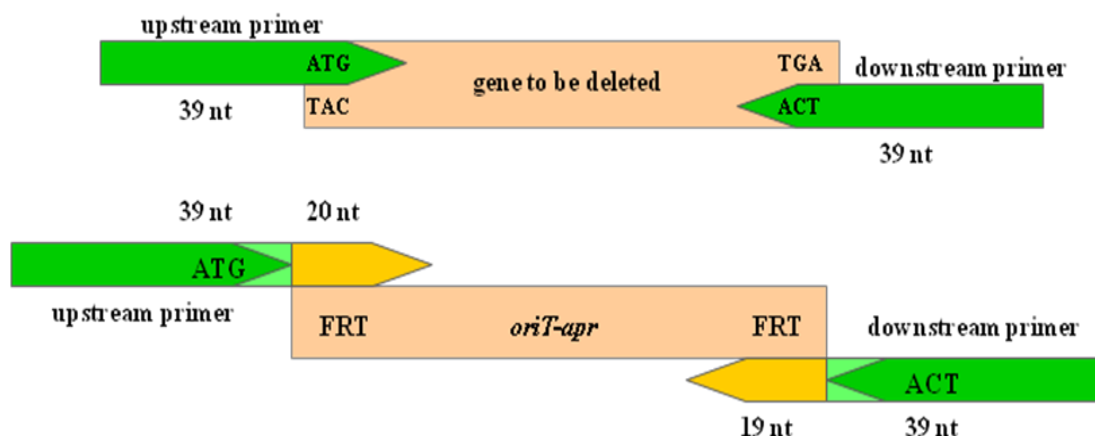 upstream primer
ATG
TGA
gene to be deleted
downstream primer
39 nt
TAC
ACT
39 nt
39 nt
20 nt
ATG
upstream primer
FRT
oriT-apr
FRT
downstream primer
ACT
19 nt
39 nt